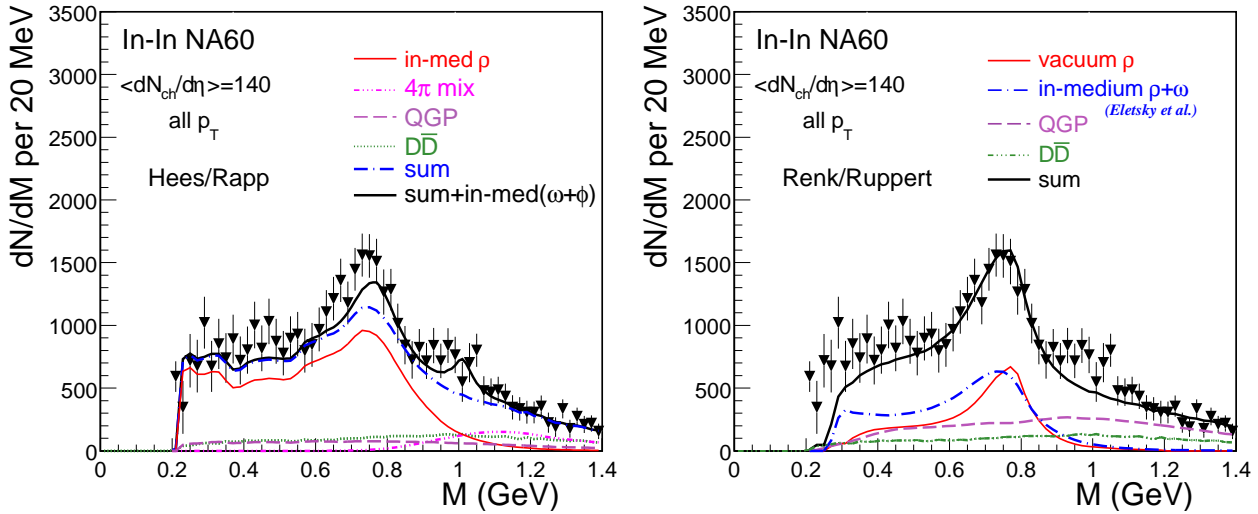 dN/dM per 20 MeV
3500
3000
2500
2000
1500
1000
500
0
In-In NA60
<dN_ch/dη>=140
all p_T
Hees/Rapp
in-med ρ
4π mix
QGP
DD̅
sum
sum+in-med(ω+ϕ)
0 0.2 0.4 0.6 0.8 1 1.2 1.4
M (GeV)
dN/dM per 20 MeV
3500
3000
2500
2000
1500
1000
500
0
In-In NA60
<dN_ch/dη>=140
all p_T
Renk/Ruppert
vacuum ρ
in-medium ρ+ω
(Eletsky et al.)
QGP
DD̅
sum
0 0.2 0.4 0.6 0.8 1 1.2 1.4
M (GeV)